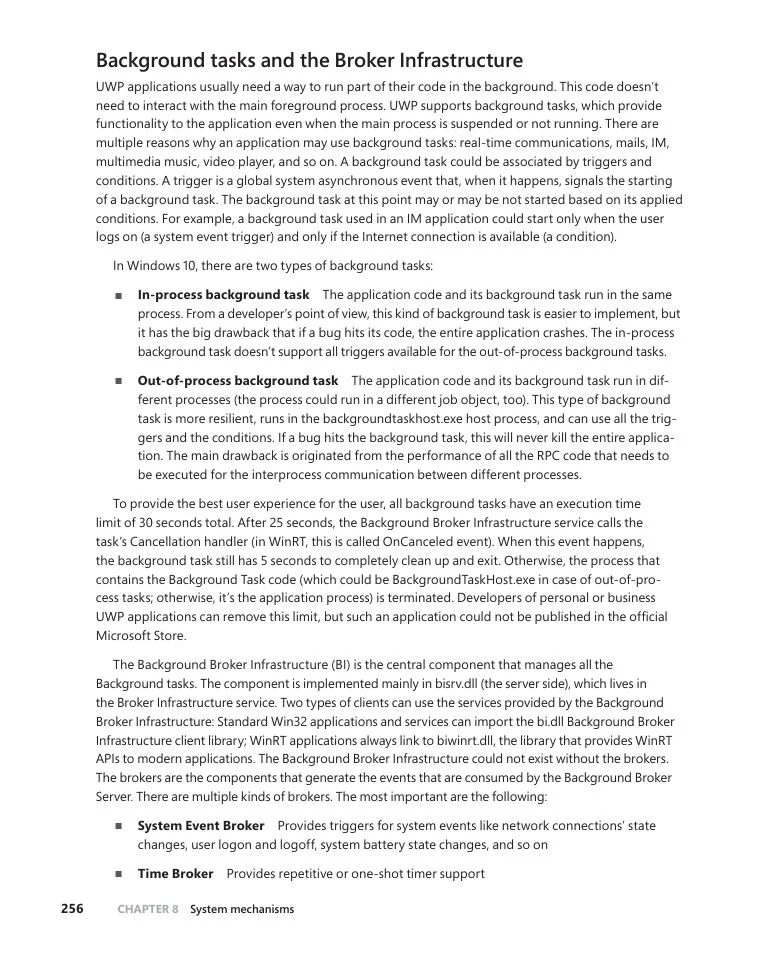 Background tasks and the Broker Infrastructure
UWP applications usually need a way to run part of their code in the background. This code doesn't
need to interact with the main foreground process. UWP supports background tasks, which provide
functionality to the application even when the main process is suspended or not running. There are
multiple reasons why an application may use background tasks: real-time communications, mails, IM,
multimedia music, video player, and so on. A background task could be associated by triggers and
conditions. A trigger is a global system asynchronous event that, when it happens, signals the starting
of a background task. The background task at this point may or may be not started based on its applied
conditions. For example, a background task used in an IM application could start only when the user
logs on (a system event trigger) and only if the Internet connection is available (a condition).
In Windows 10, there are two types of background tasks:
■ In-process background task The application code and its background task run in the same
process. From a developer's point of view, this kind of background task is easier to implement, but
it has the big drawback that if a bug hits its code, the entire application crashes. The in-process
background task doesn't support all triggers available for the out-of-process background tasks.
■ Out-of-process background task The application code and its background task run in dif-
ferent processes (the process could run in a different job object, too). This type of background
task is more resilient, runs in the backgroundtaskhost.exe host process, and can use all the trig-
gers and the conditions. If a bug hits the background task, this will never kill the entire applica-
tion. The main drawback is originated from the performance of all the RPC code that needs to
be executed for the interprocess communication between different processes.
To provide the best user experience for the user, all background tasks have an execution time
limit of 30 seconds total. After 25 seconds, the Background Broker Infrastructure service calls the
task's Cancellation handler (in WinRT, this is called OnCanceled event). When this event happens,
the background task still has 5 seconds to completely clean up and exit. Otherwise, the process that
contains the Background Task code (which could be BackgroundTaskHost.exe in case of out-of-pro-
cess tasks; otherwise, it's the application process) is terminated. Developers of personal or business
UWP applications can remove this limit, but such an application could not be published in the official
Microsoft Store.
The Background Broker Infrastructure (BI) is the central component that manages all the
Background tasks. The component is implemented mainly in bisrv.dll (the server side), which lives in
the Broker Infrastructure service. Two types of clients can use the services provided by the Background
Broker Infrastructure: Standard Win32 applications and services can import the bi.dll Background Broker
Infrastructure client library; WinRT applications always link to biwinrt.dll, the library that provides WinRT
APIs to modern applications. The Background Broker Infrastructure could not exist without the brokers.
The brokers are the components that generate the events that are consumed by the Background Broker
Server. There are multiple kinds of brokers. The most important are the following:
■ System Event Broker Provides triggers for system events like network connections' state
changes, user logon and logoff, system battery state changes, and so on
■ Time Broker Provides repetitive or one-shot timer support
256 CHAPTER 8 System mechanisms